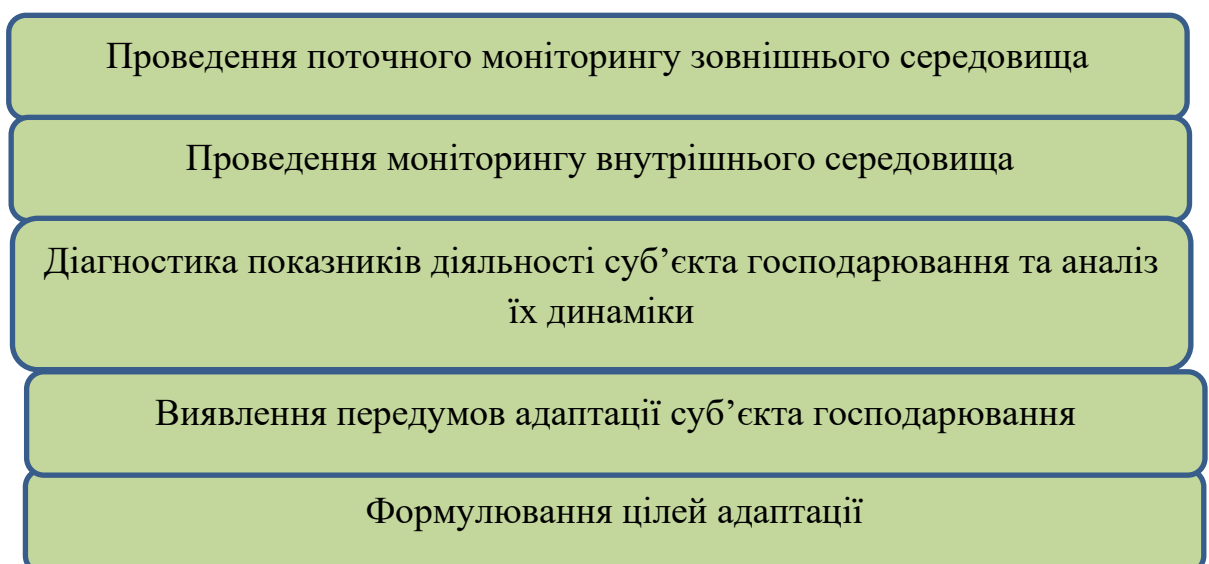 Проведення поточного моніторингу зовнішнього середовища
Проведення моніторингу внутрішнього середовища
Діагностика показників діяльності суб’єкта господарювання та аналіз
їх динаміки
Виявлення передумов адаптації суб’єкта господарювання
Формулювання цілей адаптації